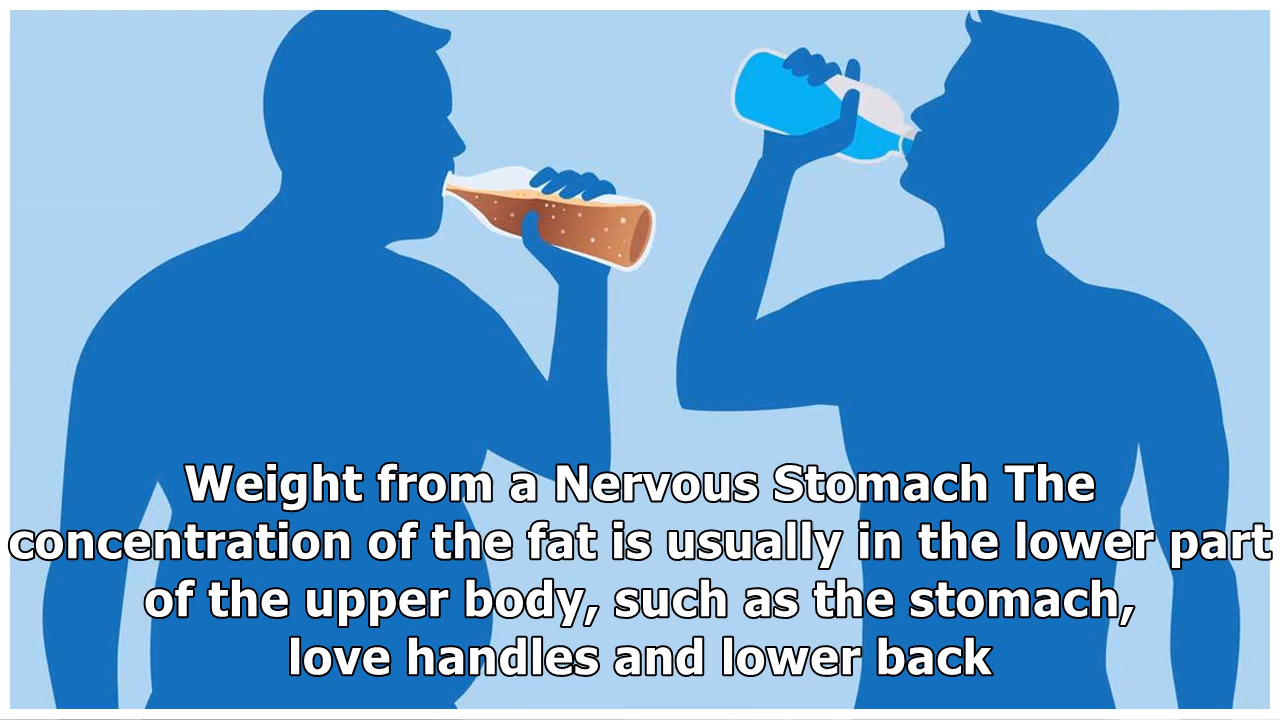 Weight from a Nervous Stomach The
concentration of the fat is usually in the lower part
of the upper body, such as the stomach,
love handles and lower back